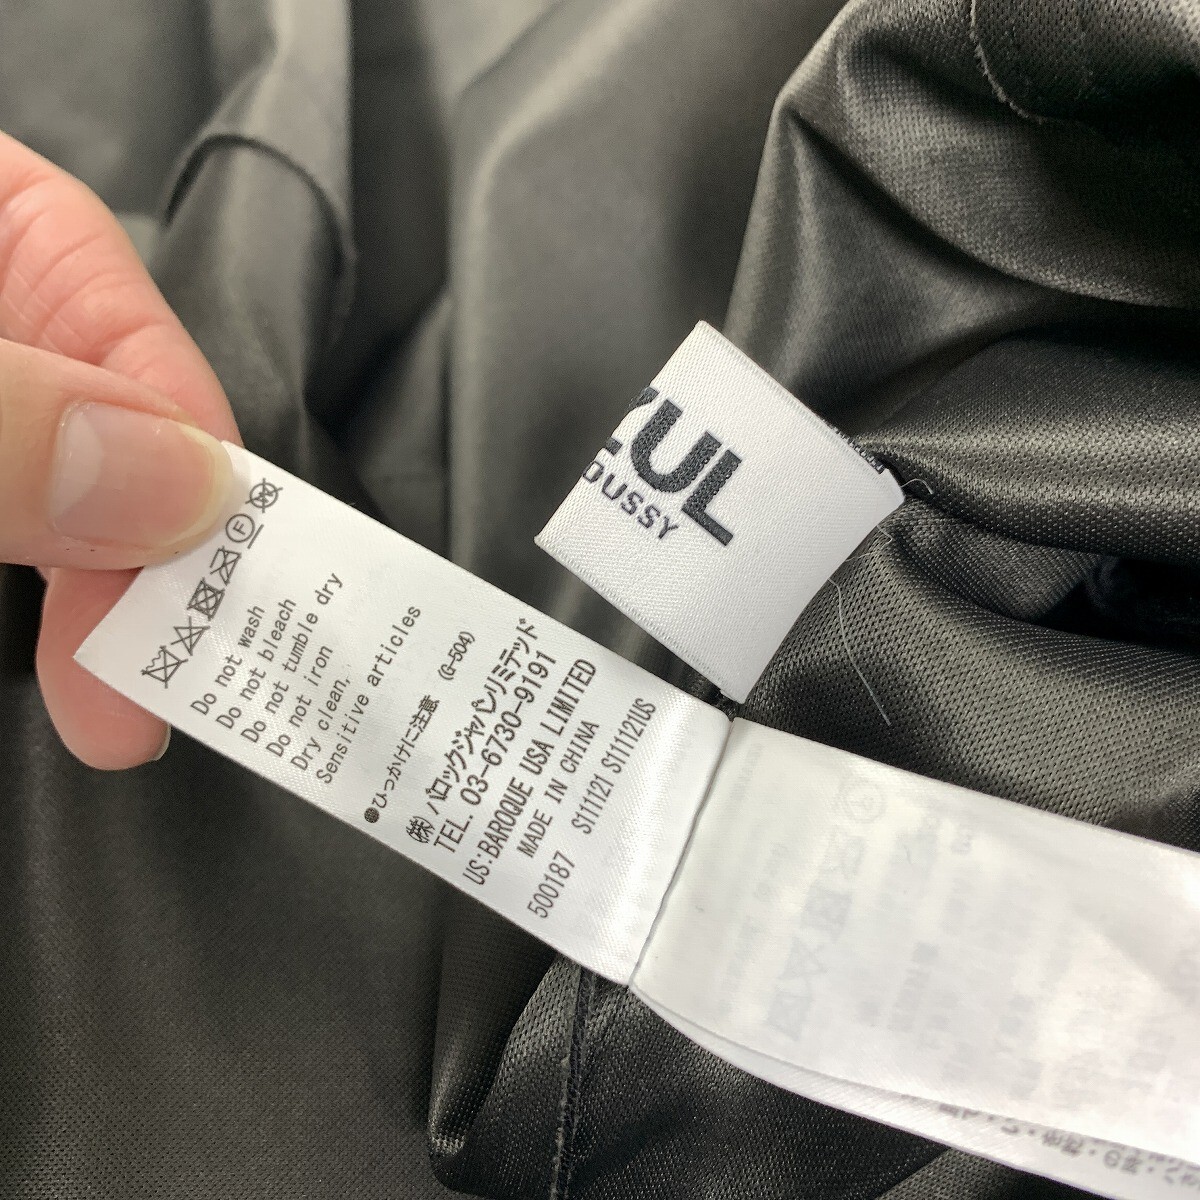 ZUL
OUSSY
Do not wash
Do not bleach
Do not tumble dry
Do not iron
Dry clean,
Sensitive articles
●ひっかけに注意 (G-504)
(株)バロックジャパンリミテッド
TEL. 03-6730-9191
US:BAROQUE USA LIMITED
MADE IN CHINA
S11121 S11121US
500187